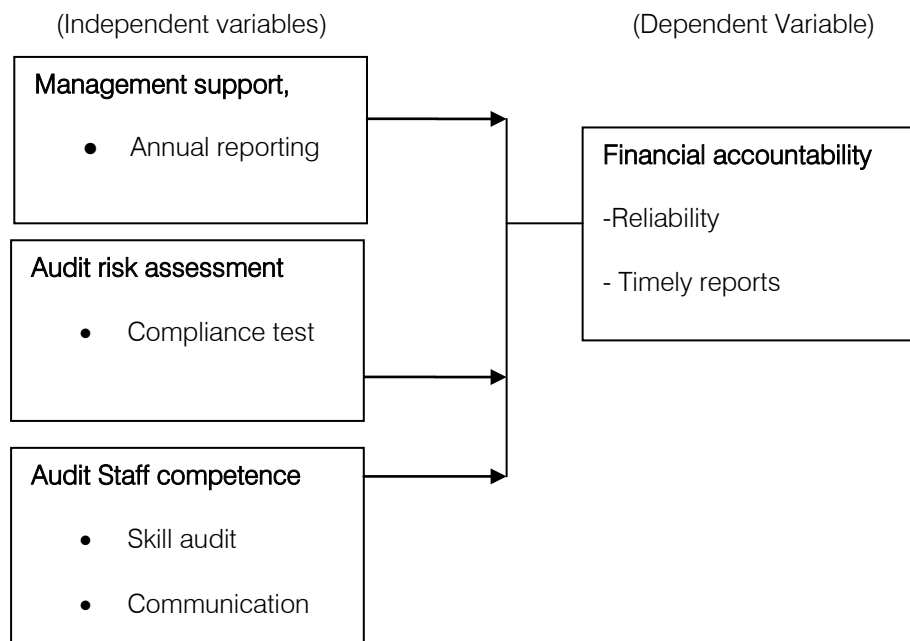 (Independent variables)
(Dependent Variable)
Management support,
● Annual reporting
Audit risk assessment
● Compliance test
Audit Staff competence
● Skill audit
● Communication
Financial accountability
-Reliability
- Timely reports